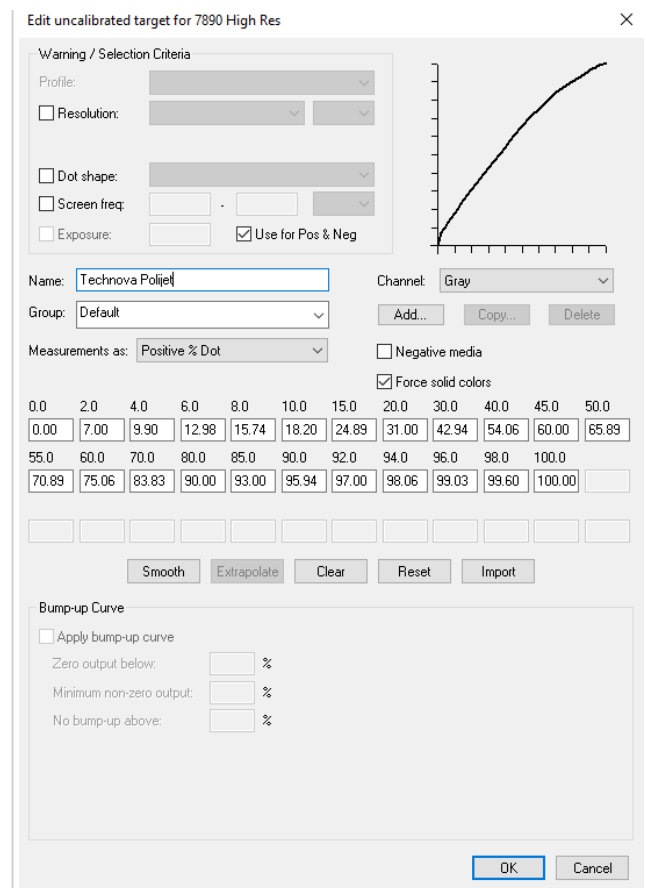 Edit uncalibrated target for 7890 High Res
Warning / Selection Criteria
Profile:
Resolution:
Dot shape:
Screen freq: -
Exposure: Use for Pos & Neg
Name: Technova Polijet
Channel: Gray
Group: Default
Add... Copy... Delete
Measurements as: Positive % Dot
Negative media
Force solid colors
0.0 2.0 4.0 6.0 8.0 10.0 15.0 20.0 30.0 40.0 45.0 50.0
0.00 7.00 9.90 12.98 15.74 18.20 24.89 31.00 42.94 54.06 60.00 65.89
55.0 60.0 70.0 80.0 85.0 90.0 92.0 94.0 96.0 98.0 100.0
70.89 75.06 83.83 90.00 93.00 95.94 97.00 98.06 99.03 99.60 100.00
Smooth Extrapolate Clear Reset Import
Bump-up Curve
Apply bump-up curve
Zero output below: %
Minimum non-zero output: %
No bump-up above: %
OK Cancel